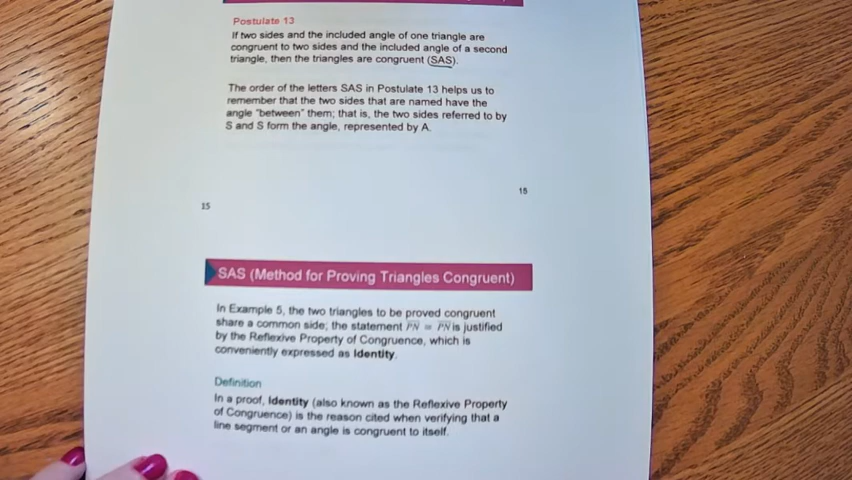 Postulate 13
If two sides and the included angle of one triangle are
congruent to two sides and the included angle of a second
triangle, then the triangles are congruent (SAS).
The order of the letters SAS in Postulate 13 helps us to
remember that the two sides that are named have the
angle "between" them; that is, the two sides referred to by
S and S form the angle, represented by A.
15
15
SAS (Method for Proving Triangles Congruent)
In Example 5, the two triangles to be proved congruent
share a common side; the statement PN ≅ PN is justified
by the Reflexive Property of Congruence, which is
conveniently expressed as Identity.
Definition
In a proof, Identity (also known as the Reflexive Property
of Congruence) is the reason cited when verifying that a
line segment or an angle is congruent to itself.